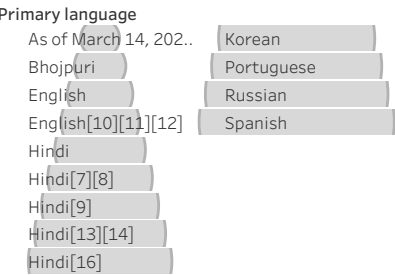 Primary language
As of March 14, 202..
Bhojpuri
English
English[10][11][12]
Hindi
Hindi[7][8]
Hindi[9]
Hindi[13][14]
Hindi[16]
Korean
Portuguese
Russian
Spanish